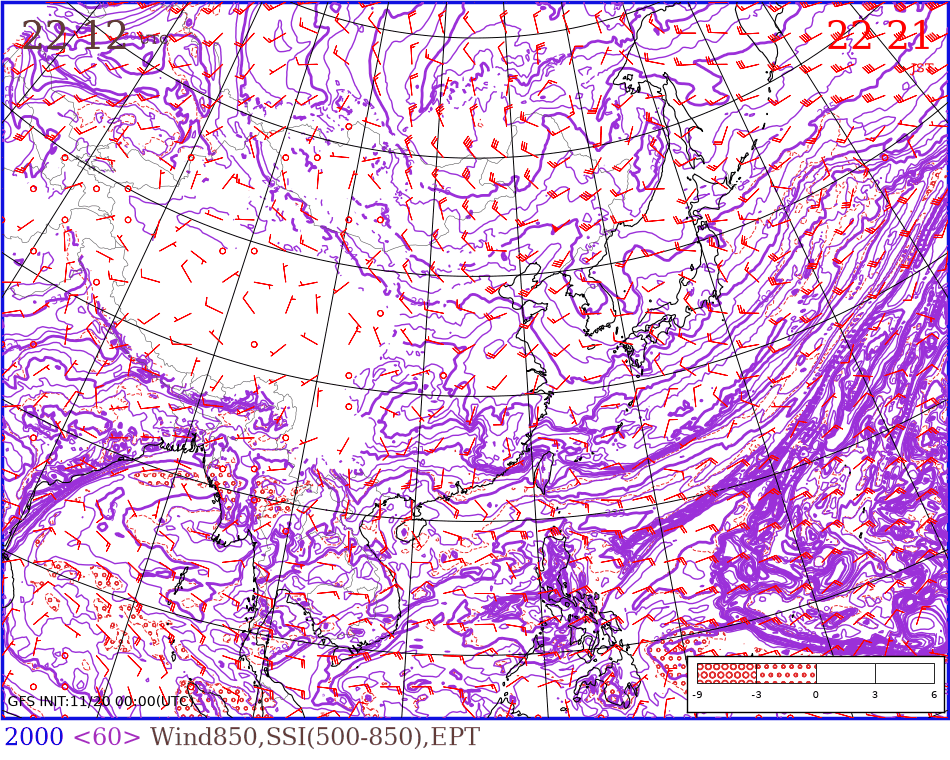 22 12
22 21
JST
GFS INIT:11/20 00:00(UTC)
-9 -3 0 3 6
2000 <60> Wind850,SSI(500-850),EPT